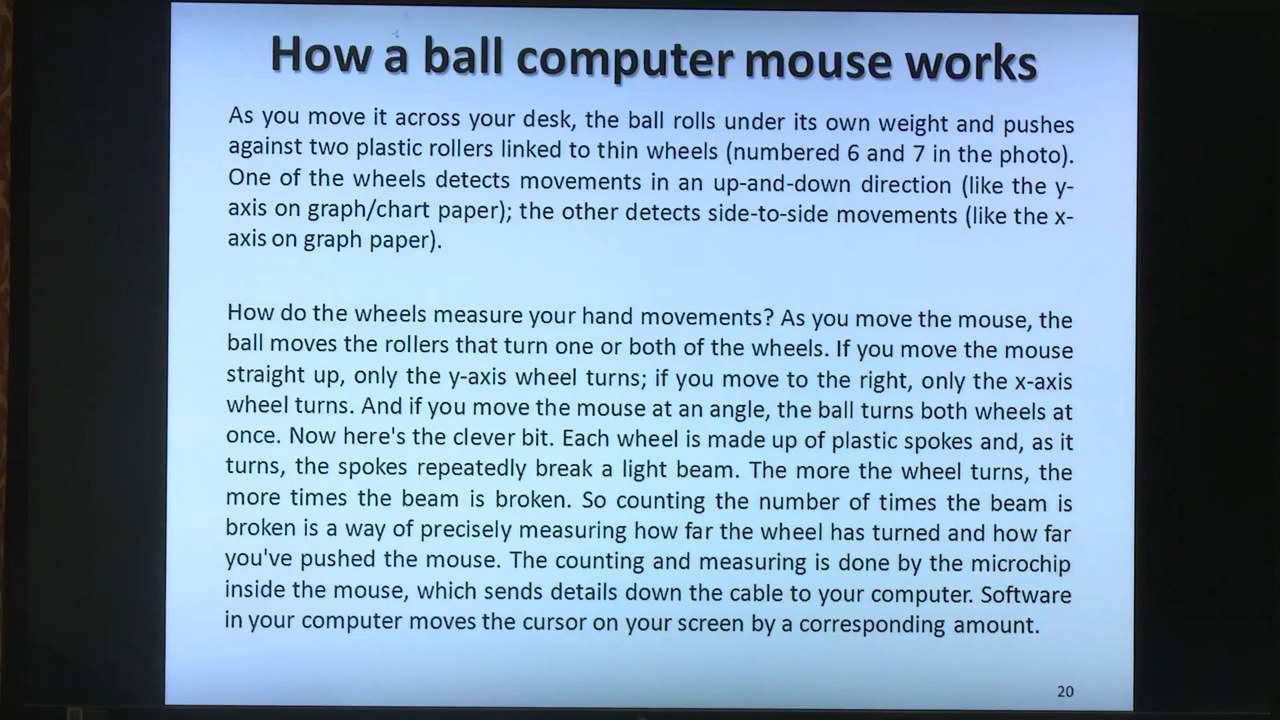 How a ball computer mouse works
As you move it across your desk, the ball rolls under its own weight and pushes
against two plastic rollers linked to thin wheels (numbered 6 and 7 in the photo).
One of the wheels detects movements in an up-and-down direction (like the y-
axis on graph/chart paper); the other detects side-to-side movements (like the x-
axis on graph paper).
How do the wheels measure your hand movements? As you move the mouse, the
ball moves the rollers that turn one or both of the wheels. If you move the mouse
straight up, only the y-axis wheel turns; if you move to the right, only the x-axis
wheel turns. And if you move the mouse at an angle, the ball turns both wheels at
once. Now here's the clever bit. Each wheel is made up of plastic spokes and, as it
turns, the spokes repeatedly break a light beam. The more the wheel turns, the
more times the beam is broken. So counting the number of times the beam is
broken is a way of precisely measuring how far the wheel has turned and how far
you've pushed the mouse. The counting and measuring is done by the microchip
inside the mouse, which sends details down the cable to your computer. Software
in your computer moves the cursor on your screen by a corresponding amount.
20